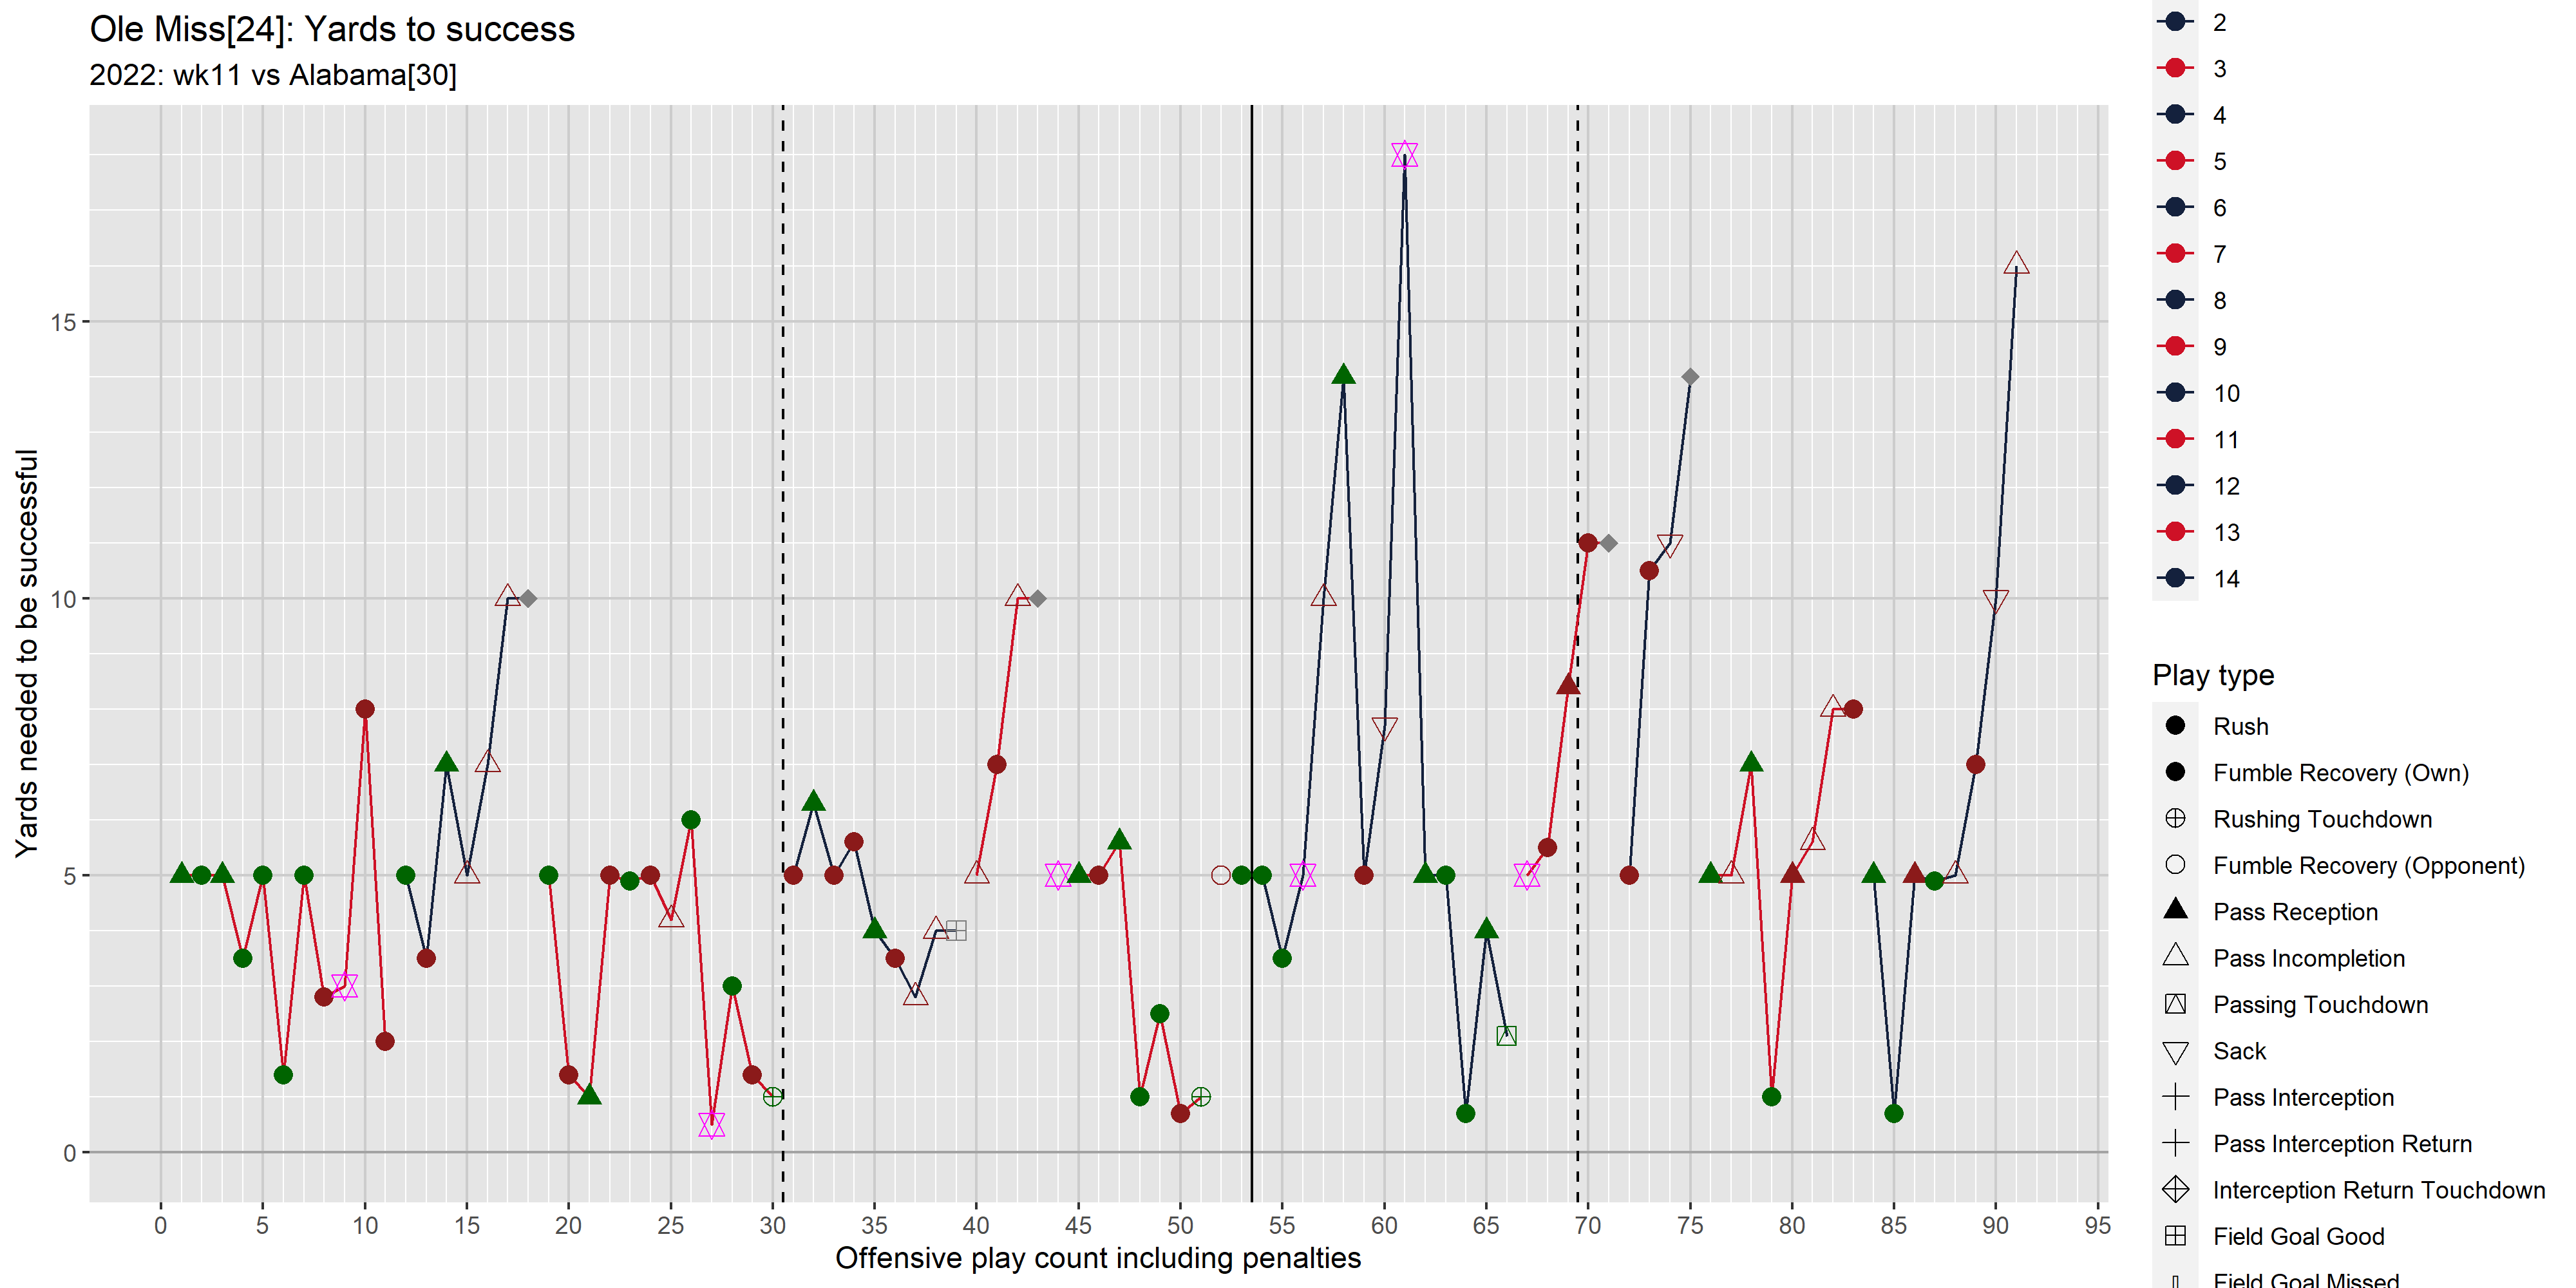 Ole Miss[24]: Yards to success
2022: wk11 vs Alabama[30]
Yards needed to be successful
15
10
5
0
0 5 10 15 20 25 30 35 40 45 50 55 60 65 70 75 80 85 90 95
Offensive play count including penalties
2
3
4
5
6
7
8
9
10
11
12
13
14
Play type
Rush
Fumble Recovery (Own)
Rushing Touchdown
Fumble Recovery (Opponent)
Pass Reception
Pass Incompletion
Passing Touchdown
Sack
Pass Interception
Pass Interception Return
Interception Return Touchdown
Field Goal Good
Field Goal Missed